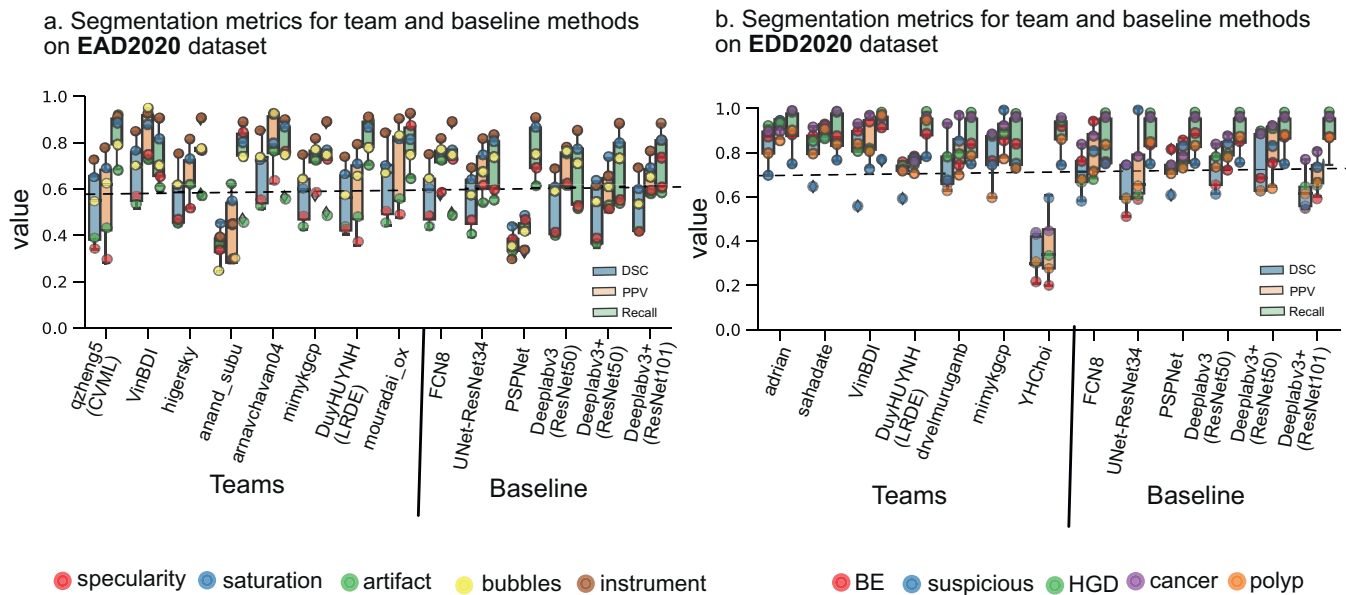 a. Segmentation metrics for team and baseline methods
on EAD2020 dataset
value
1.0
0.8
0.6
0.4
0.2
0.0
DSC
PPV
Recall
qzheng5
(CVML)
VinBDI
higersky
anand_subu
arnavchavan04
mimykgcp
DuyHUYNH
(LRDE)
mouradai_ox
FCN8
UNet-ResNet34
PSPNet
Deeplabv3
(ResNet50)
Deeplabv3+
(ResNet50)
Deeplabv3+
(ResNet101)
Teams
Baseline
specularity
saturation
artifact
bubbles
instrument
b. Segmentation metrics for team and baseline methods
on EDD2020 dataset
value
1.0
0.8
0.6
0.4
0.2
0.0
DSC
PPV
Recall
adrian
sahadate
VinBDI
DuyHUYNH
(LRDE)
drvelmuruganb
mimykgcp
YHChoi
FCN8
UNet-ResNet34
PSPNet
Deeplabv3
(ResNet50)
Deeplabv3+
(ResNet50)
Deeplabv3+
(ResNet101)
Teams
Baseline
BE
suspicious
HGD
cancer
polyp